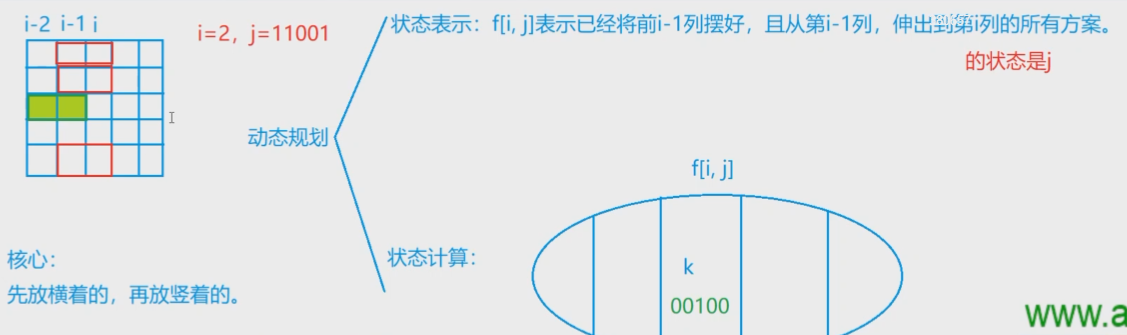 i-2 i-1 i
i=2，j=11001
状态表示：f[i, j]表示已经将前i-1列摆好，且从第i-1列，伸出到第i列的所有方案。
的状态是j
动态规划
f[i, j]
状态计算：
k
00100
核心：
先放横着的，再放竖着的。
www.a